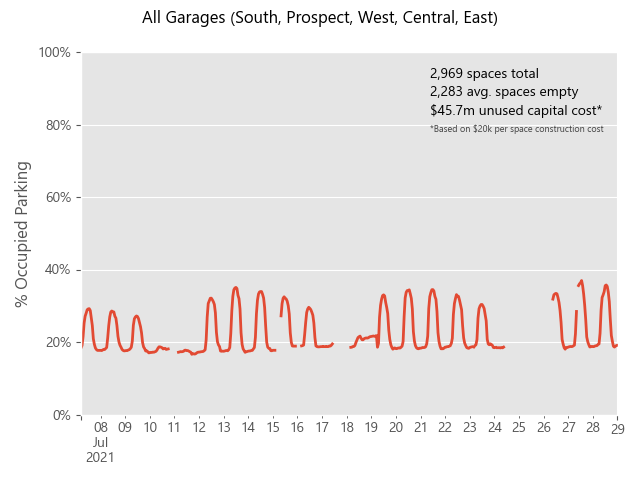 All Garages (South, Prospect, West, Central, East)
100%
80%
60%
40%
20%
0%
% Occupied Parking
2,969 spaces total
2,283 avg. spaces empty
$45.7m unused capital cost*
*Based on $20k per space construction cost
08 09 10 11 12 13 14 15 16 17 18 19 20 21 22 23 24 25 26 27 28 29
Jul
2021